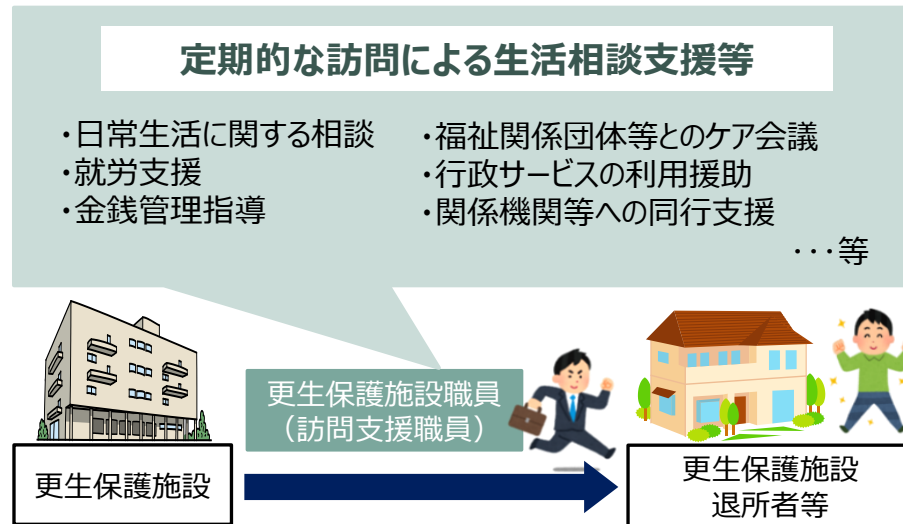 定期的な訪問による生活相談支援等
・日常生活に関する相談
・就労支援
・金銭管理指導
・福祉関係団体等とのケア会議
・行政サービスの利用援助
・関係機関等への同行支援
・・・等
更生保護施設職員
（訪問支援職員）
更生保護施設
更生保護施設
退所者等